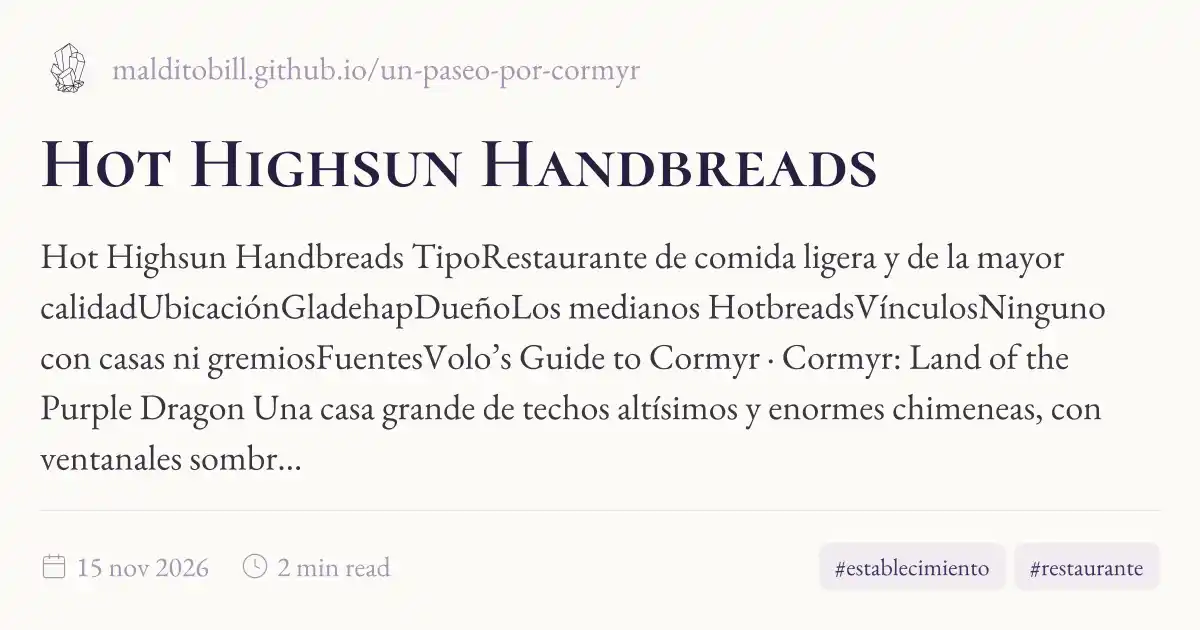 malditobill.github.io/un-paseo-por-cormyr
Hot Highsun Handbreads
Hot Highsun Handbreads TipoRestaurante de comida ligera y de la mayor
calidadUbicaciónGladehapDueñoLos medianos HotbreadsVínculosNinguno
con casas ni gremiosFuentesVolo’s Guide to Cormyr · Cormyr: Land of the
Purple Dragon Una casa grande de techos altísimos y enormes chimeneas, con
ventanales sombr...
15 nov 2026
2 min read
#establecimiento
#restaurante